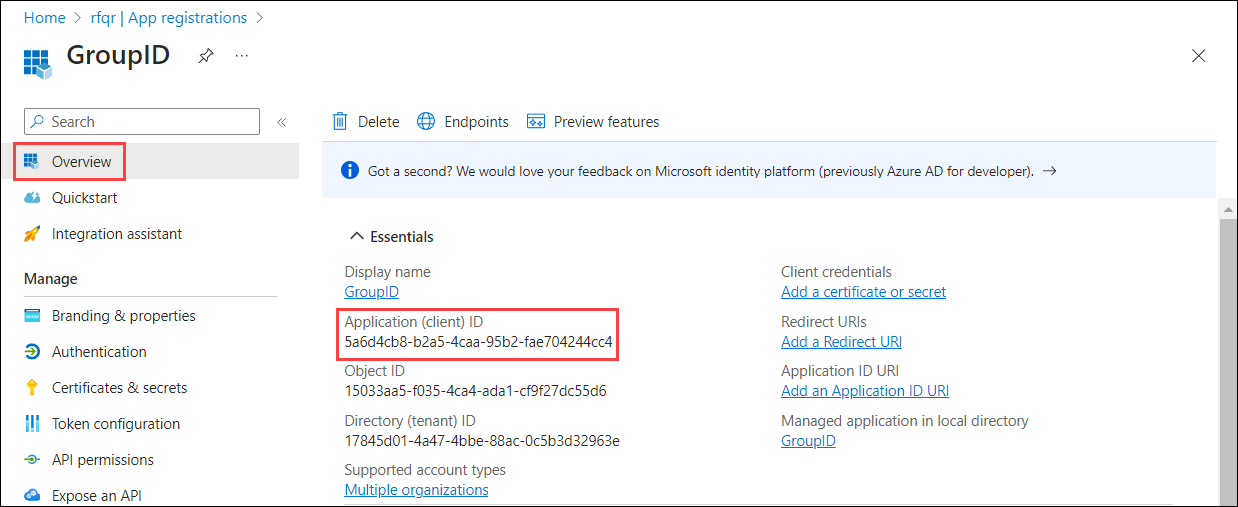 Home > rfqr | App registrations >
GroupID
...
Search
«
Overview
Quickstart
Integration assistant
Manage
Branding & properties
Authentication
Certificates & secrets
Token configuration
API permissions
Expose an API
Delete Endpoints Preview features
Got a second? We would love your feedback on Microsoft identity platform (previously Azure AD for developer). →
Essentials
Display name
GroupID
Application (client) ID
5a6d4cb8-b2a5-4caa-95b2-fae704244cc4
Object ID
15033aa5-f035-4ca4-ada1-cf9f27dc55d6
Directory (tenant) ID
17845d01-4a47-4bbe-88ac-0c5b3d32963e
Supported account types
Multiple organizations
Client credentials
Add a certificate or secret
Redirect URIs
Add a Redirect URI
Application ID URI
Add an Application ID URI
Managed application in local directory
GroupID